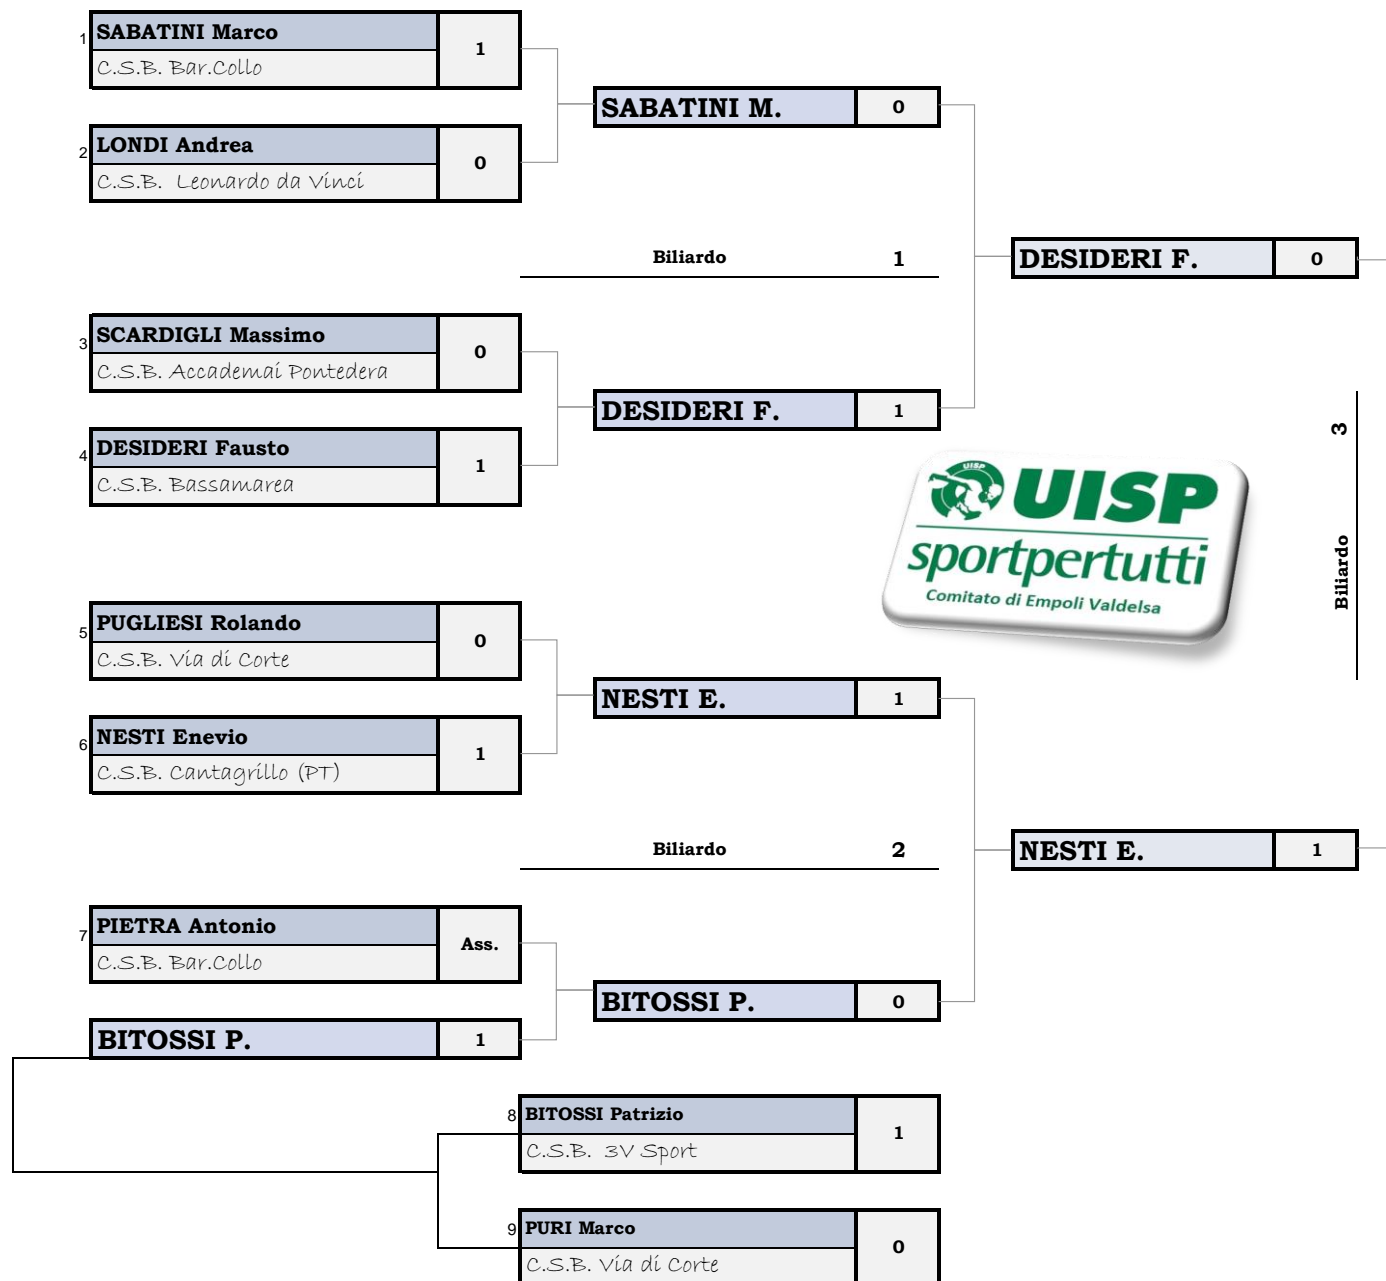 1
SABATINI Marco
1
C.S.B. Bar.Collo
SABATINI M.
0
2
LONDI Andrea
0
C.S.B. Leonardo da Vinci
Biliardo 1
DESIDERI F.
0
3
SCARDIGLI Massimo
0
C.S.B. Accademai Pontedera
DESIDERI F.
1
4
DESIDERI Fausto
1
C.S.B. Bassamarea
UISP
UISP
sportpertutti
Comitato di Empoli Valdelsa
Biliardo 3
5
PUGLIESI Rolando
0
C.S.B. Via di Corte
NESTI E.
1
6
NESTI Enevio
1
C.S.B. Cantagrillo (PT)
Biliardo 2
NESTI E.
1
7
PIETRA Antonio
Ass.
C.S.B. Bar.Collo
BITOSSI P.
0
BITOSSI P.
1
8
BITOSSI Patrizio
1
C.S.B. 3V Sport
9
PURI Marco
0
C.S.B. Via di Corte